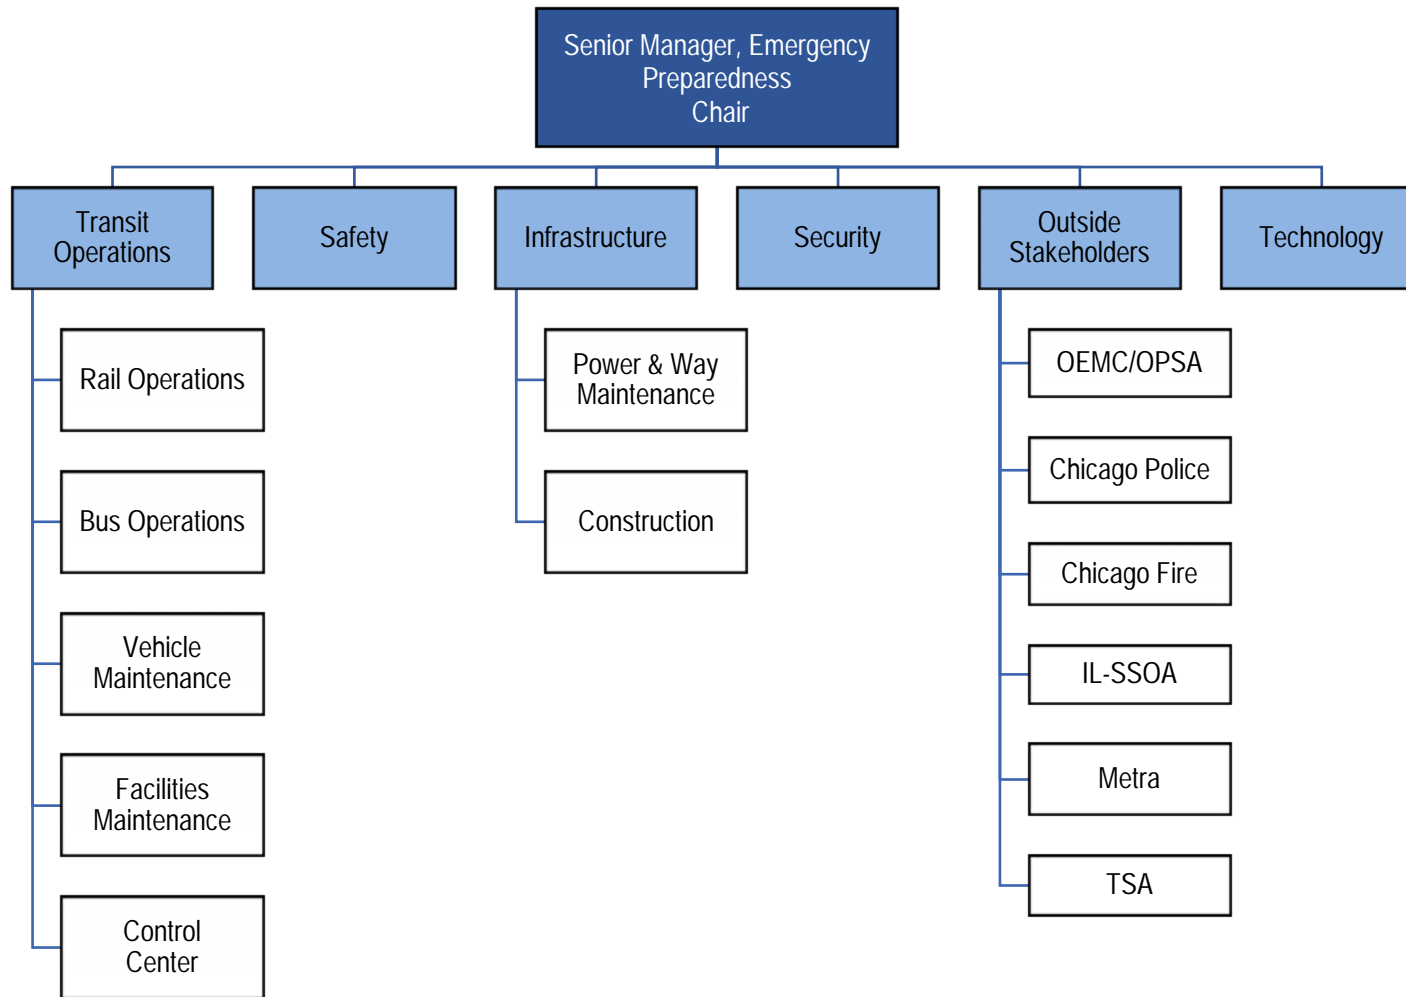 Senior Manager, Emergency
Preparedness
Chair
Transit
Operations
Safety
Infrastructure
Security
Outside
Stakeholders
Technology
Rail Operations
Bus Operations
Vehicle
Maintenance
Facilities
Maintenance
Control
Center
Power & Way
Maintenance
Construction
OEMC/OPSA
Chicago Police
Chicago Fire
IL-SSOA
Metra
TSA